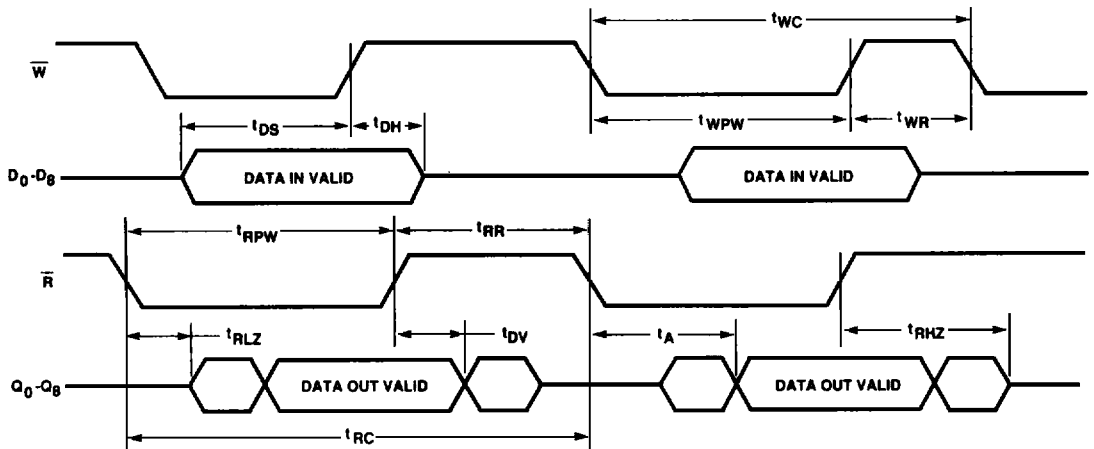 tWC
W
tDS
tDH
tWPW
tWR
D0-D8
DATA IN VALID
DATA IN VALID
tRPW
tRR
R
tRLZ
tDV
tA
tRHZ
Q0-Q8
DATA OUT VALID
DATA OUT VALID
tRC